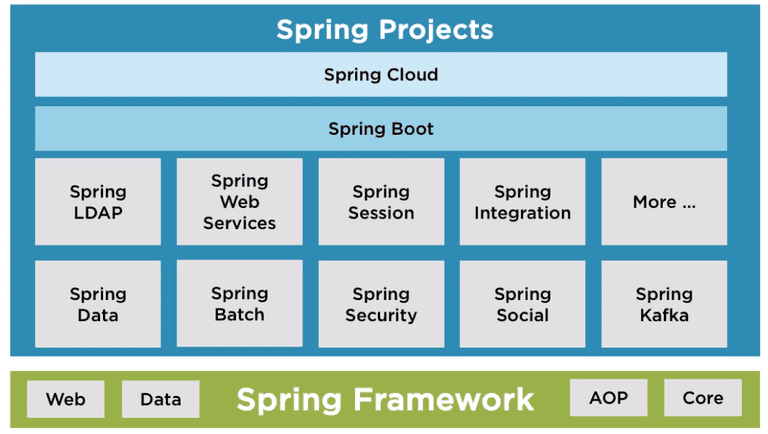 Spring Projects
Spring Cloud
Spring Boot
Spring
LDAP
Spring
Web
Services
Spring
Session
Spring
Integration
More ...
Spring
Data
Spring
Batch
Spring
Security
Spring
Social
Spring
Kafka
Web
Data
Spring Framework
AOP
Core